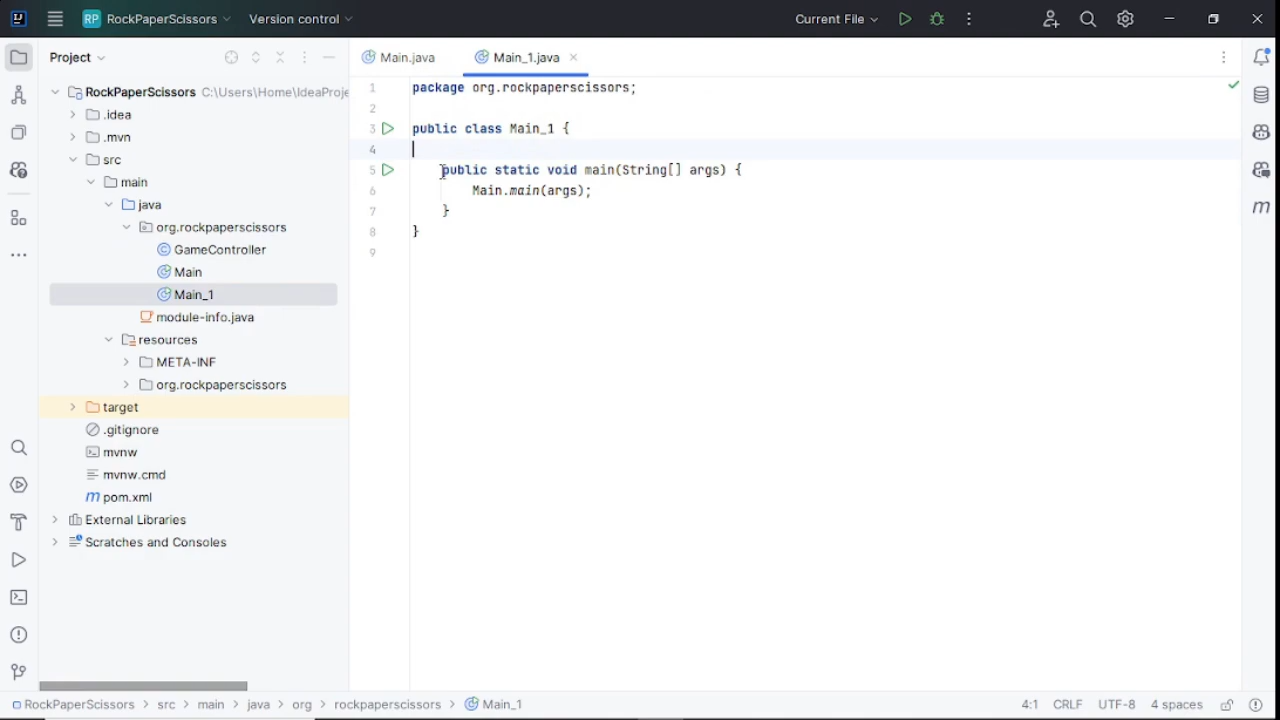 RP RockPaperScissors Version control Current File
Project
Main.java Main_1.java
RockPaperScissors C:\Users\Home\IdeaProje
.idea
.mvn
src
main
java
org.rockpaperscissors
GameController
Main
Main_1
module-info.java
resources
META-INF
org.rockpaperscissors
target
.gitignore
mvnw
mvnw.cmd
m pom.xml
External Libraries
Scratches and Consoles
1 package org.rockpaperscissors;
2
3 public class Main_1 {
4
5 public static void main(String[] args) {
6 Main.main(args);
7 }
8 }
9
m
RockPaperScissors > src > main > java > org > rockpaperscissors > Main_1 4:1 CRLF UTF-8 4 spaces